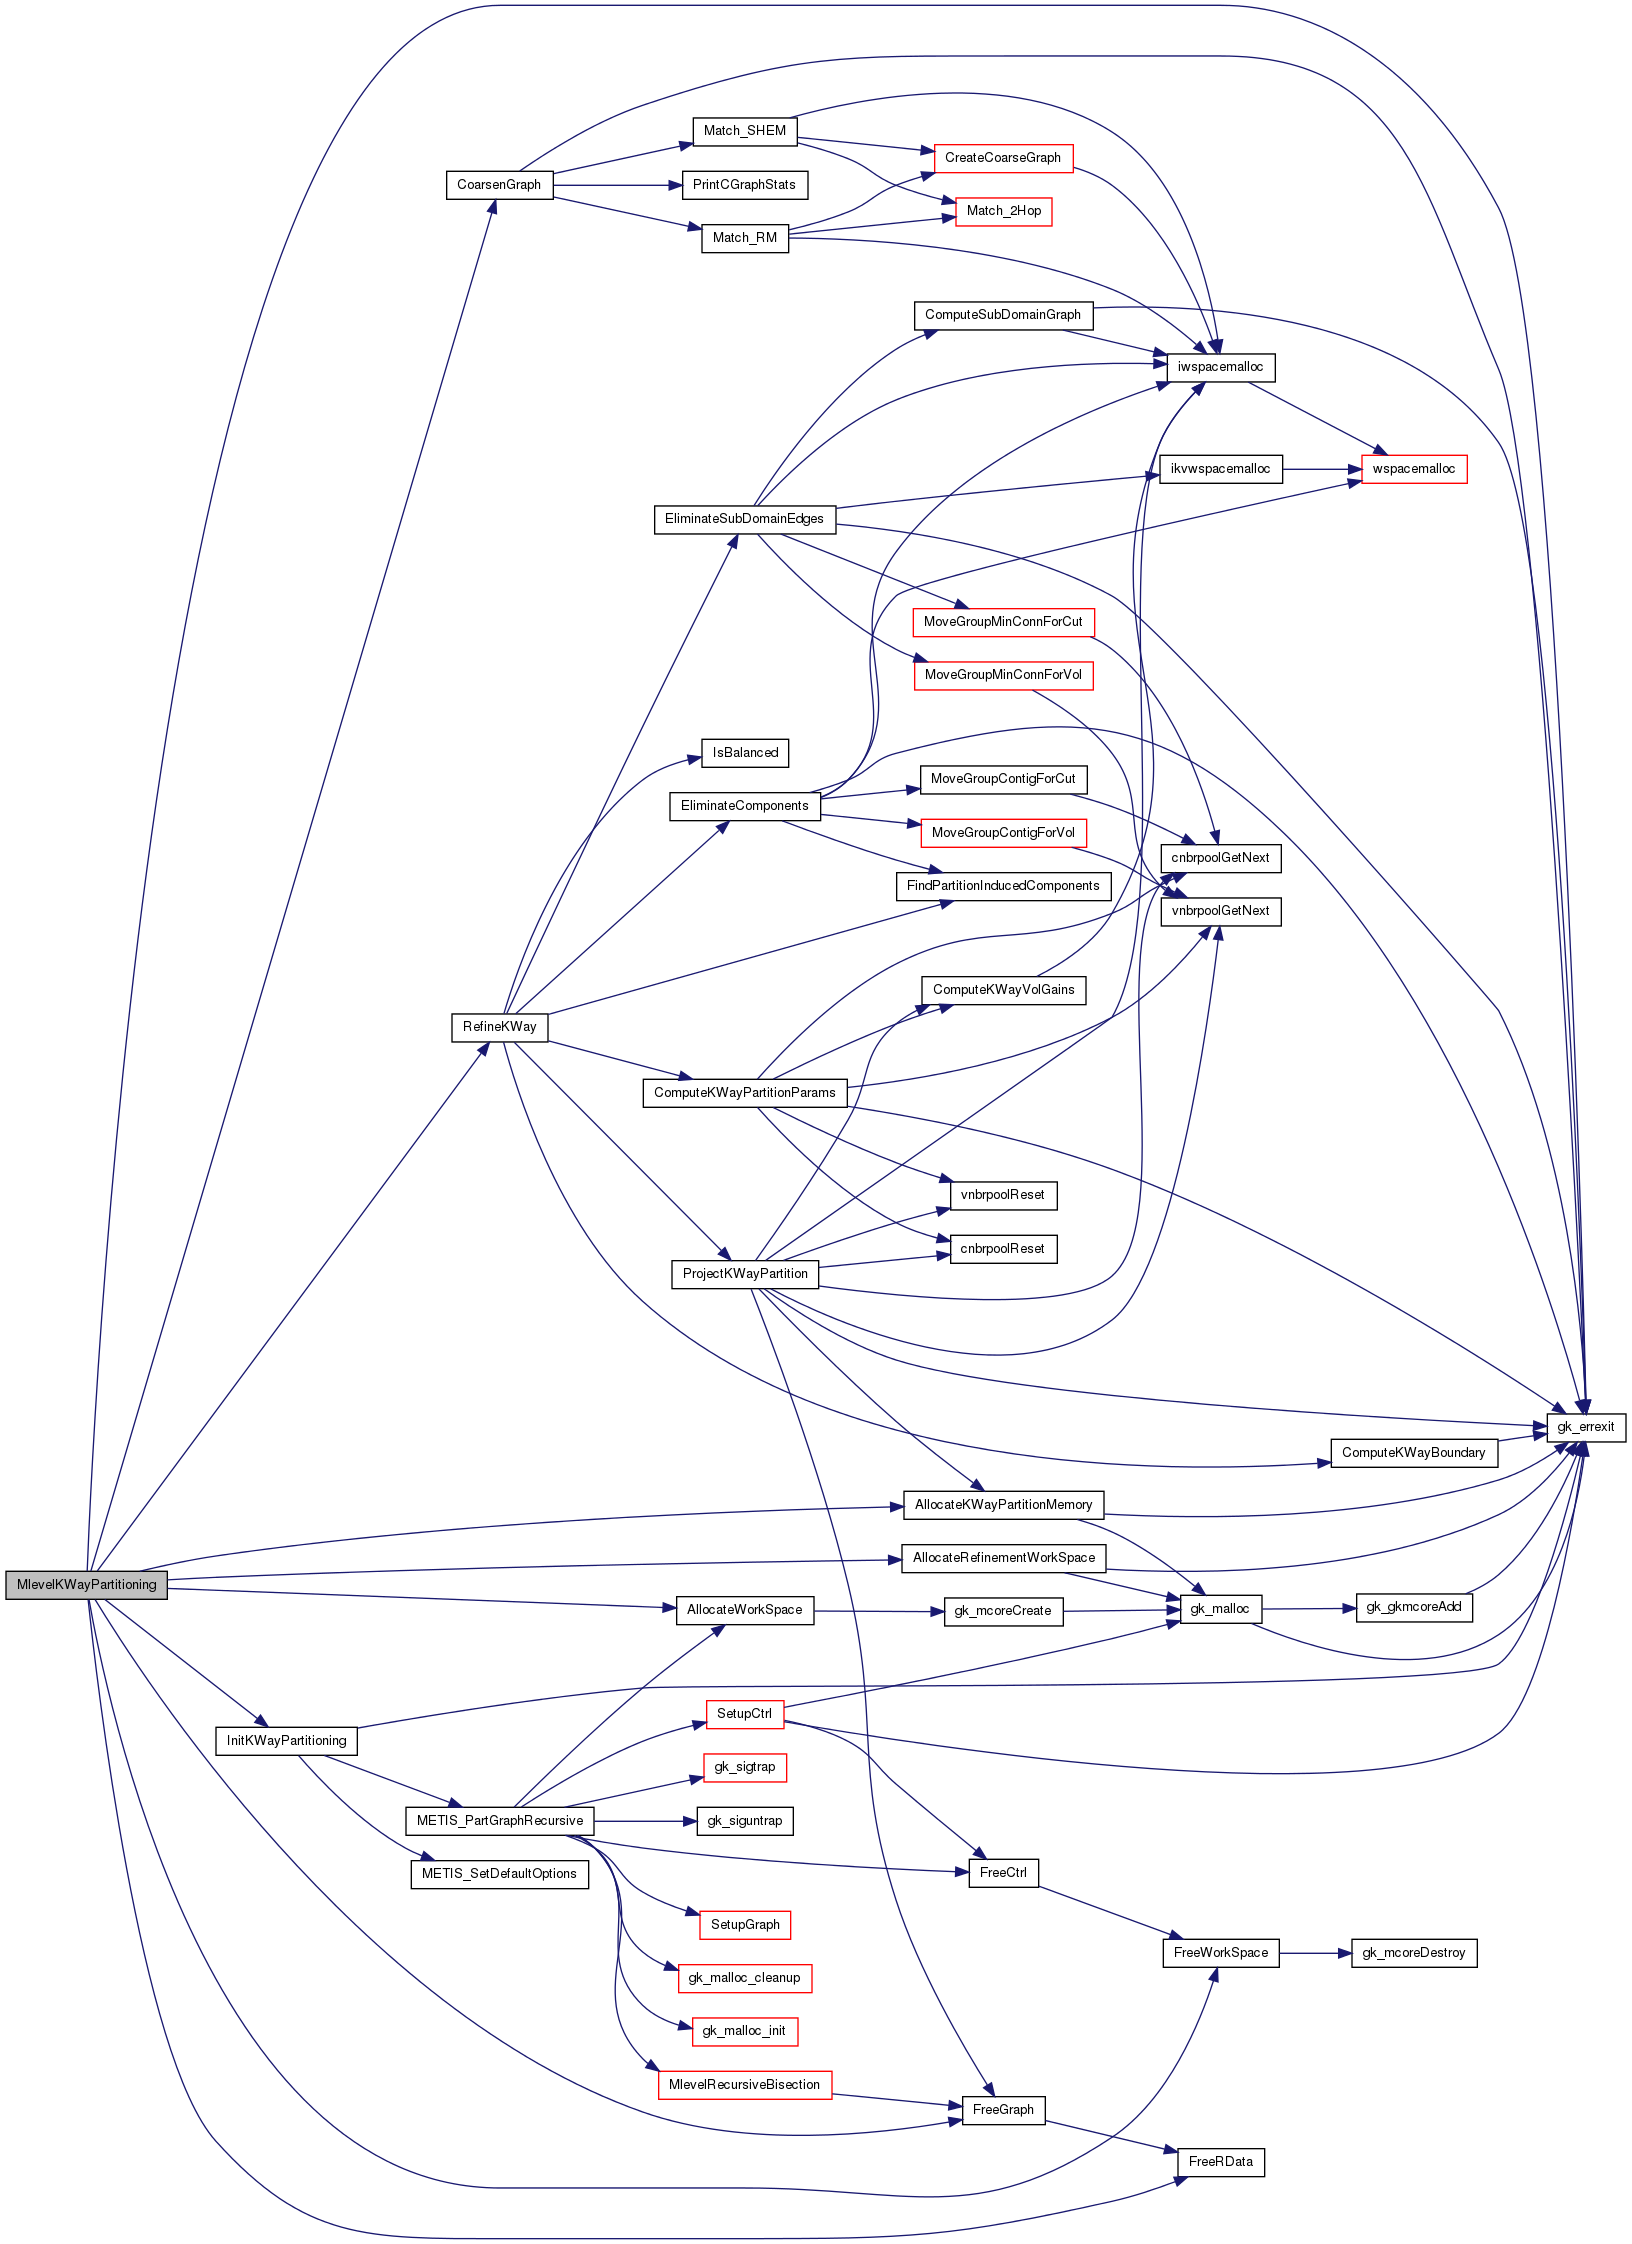 Match_SHEM
CreateCoarseGraph
CoarsenGraph
PrintCGraphStats
Match_2Hop
Match_RM
ComputeSubDomainGraph
iwspacemalloc
ikvwspacemalloc
wspacemalloc
EliminateSubDomainEdges
MoveGroupMinConnForCut
MoveGroupMinConnForVol
IsBalanced
MoveGroupContigForCut
EliminateComponents
MoveGroupContigForVol
cnbrpoolGetNext
FindPartitionInducedComponents
vnbrpoolGetNext
ComputeKWayVolGains
RefineKWay
ComputeKWayPartitionParams
vnbrpoolReset
cnbrpoolReset
ProjectKWayPartition
gk_errexit
ComputeKWayBoundary
AllocateKWayPartitionMemory
AllocateRefinementWorkSpace
MlevelKWayPartitioning
AllocateWorkSpace
gk_mcoreCreate
gk_malloc
gk_gkmcoreAdd
SetupCtrl
InitKWayPartitioning
gk_sigtrap
METIS_PartGraphRecursive
gk_siguntrap
METIS_SetDefaultOptions
FreeCtrl
SetupGraph
FreeWorkSpace
gk_mcoreDestroy
gk_malloc_cleanup
gk_malloc_init
MlevelRecursiveBisection
FreeGraph
FreeRData